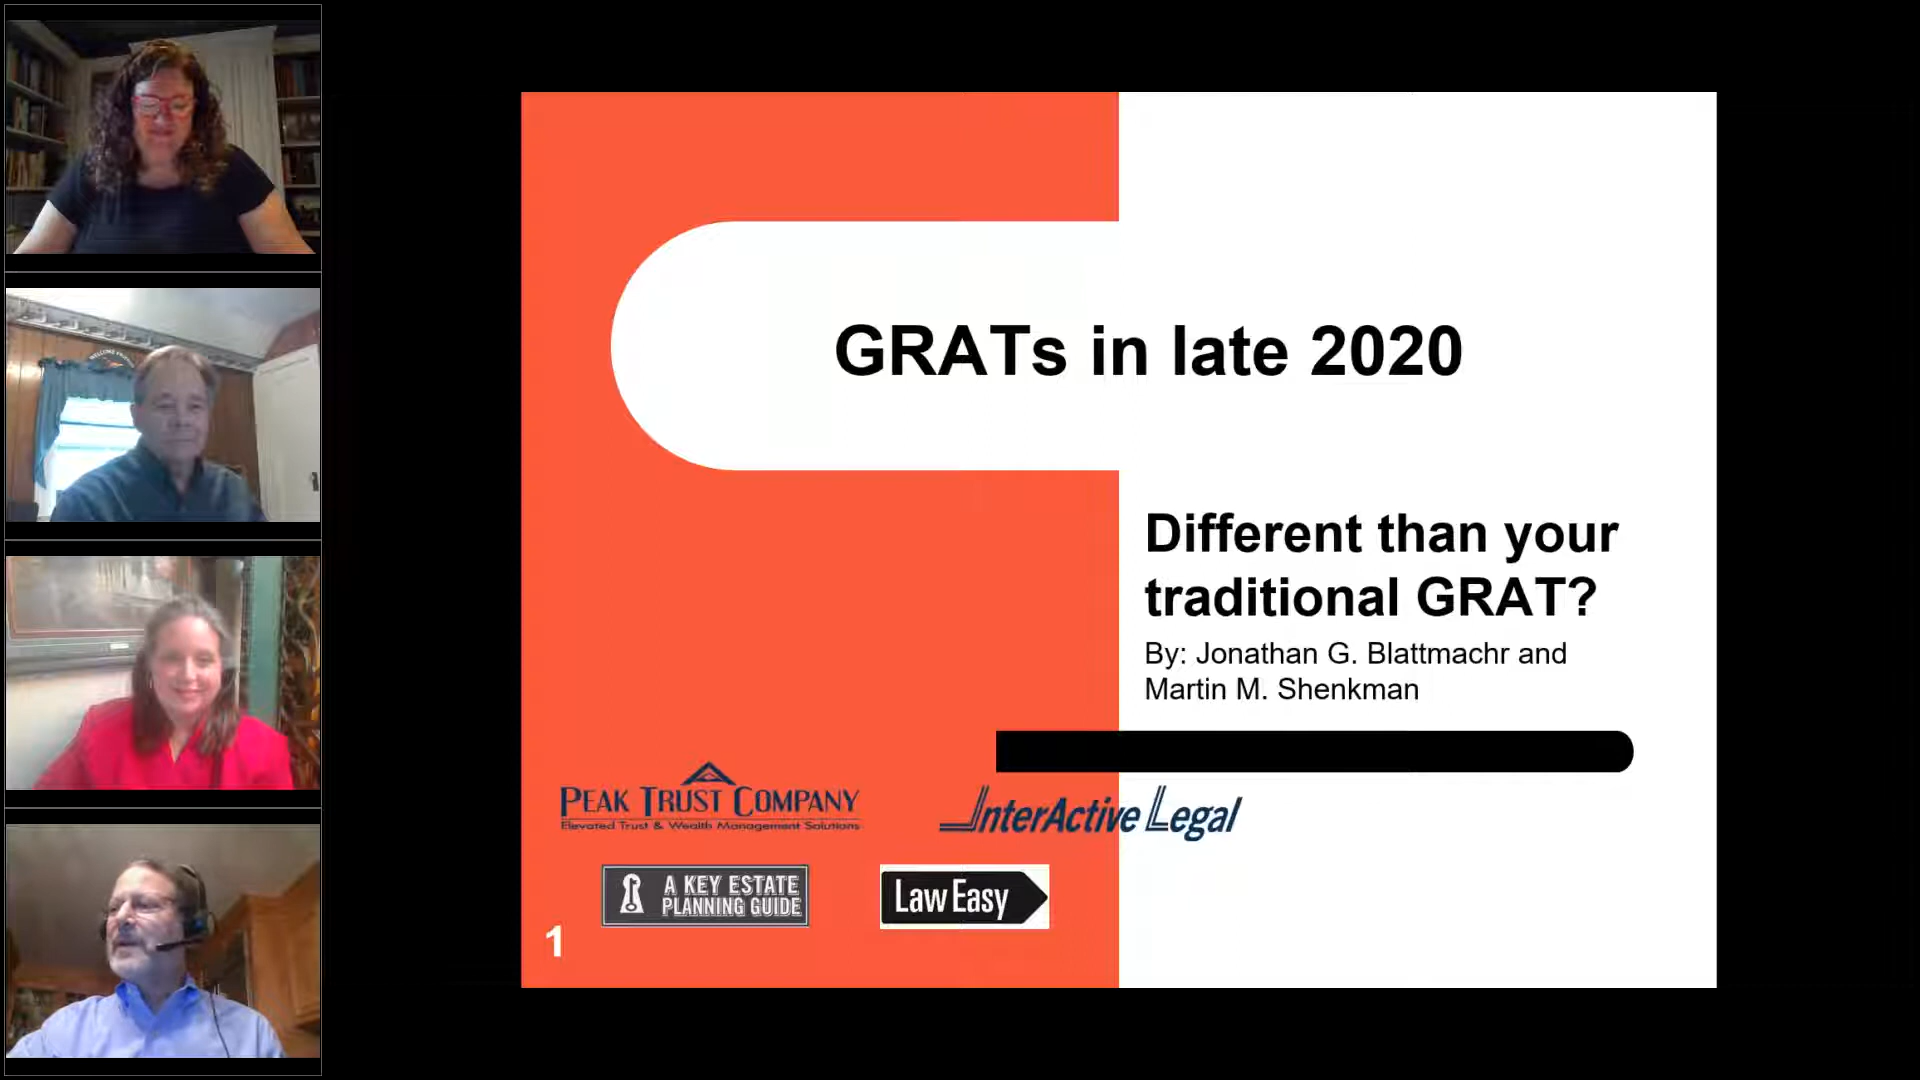 GRATs in late 2020
Different than your
traditional GRAT?
By: Jonathan G. Blattmachr and
Martin M. Shenkman
PEAK TRUST COMPANY
Elevated Trust & Wealth Management Solutions
InterActive Legal
A KEY ESTATE
PLANNING GUIDE
Law Easy
1